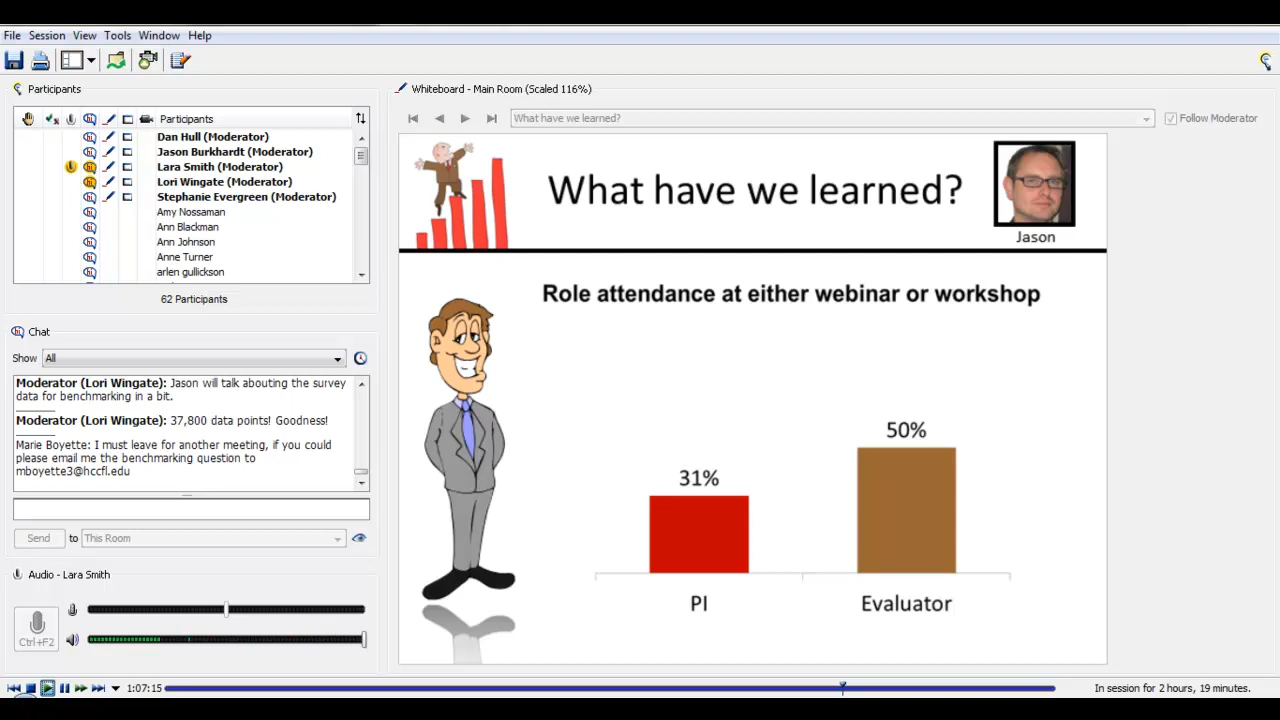 File Session View Tools Window Help
Participants
Participants
Dan Hull (Moderator)
Jason Burkhardt (Moderator)
Lara Smith (Moderator)
Lori Wingate (Moderator)
Stephanie Evergreen (Moderator)
Amy Nossaman
Ann Blackman
Ann Johnson
Anne Turner
arlen gullickson
62 Participants
Chat
Show All
Moderator (Lori Wingate): Jason will talk abouting the survey
data for benchmarking in a bit.
Moderator (Lori Wingate): 37,800 data points! Goodness!
Marie Boyette: I must leave for another meeting, if you could
please email me the benchmarking question to
mboyette3@hccfl.edu
Send to This Room
Audio - Lara Smith
Ctrl+F2
Whiteboard - Main Room (Scaled 116%)
What have we learned? Follow Moderator
What have we learned?
Jason
Role attendance at either webinar or workshop
50%
31%
PI Evaluator
1:07:15 In session for 2 hours, 19 minutes.